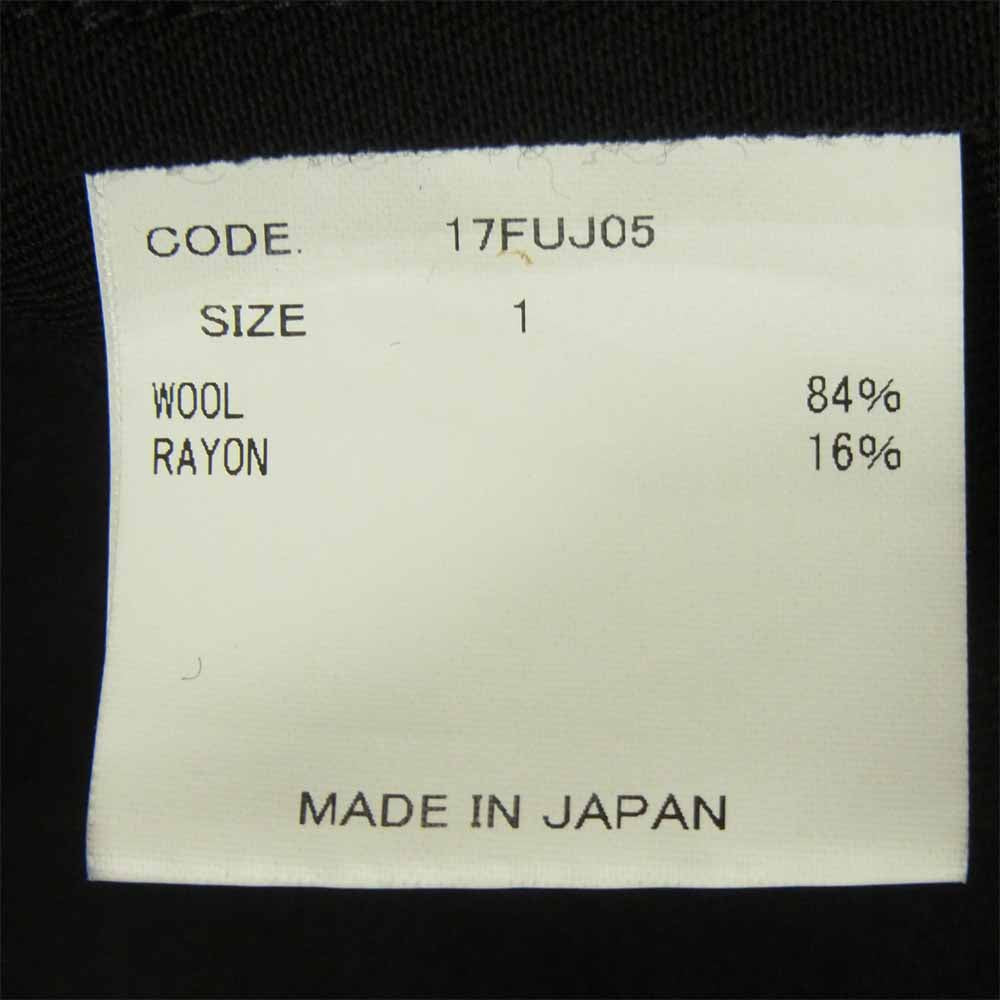 CODE. 17FUJ05
SIZE 1
WOOL 84%
RAYON 16%
MADE IN JAPAN